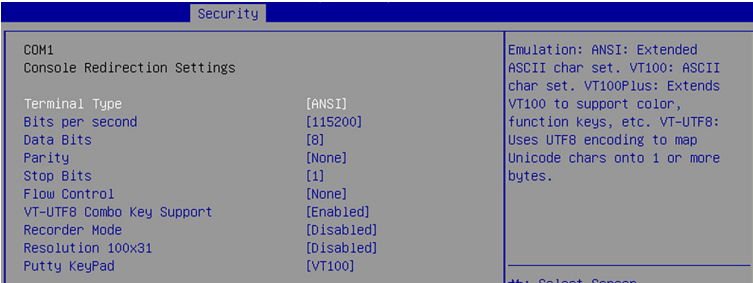 Security
COM1
Console Redirection Settings
Terminal Type [ANSI]
Bits per second [115200]
Data Bits [8]
Parity [None]
Stop Bits [1]
Flow Control [None]
VT-UTF8 Combo Key Support [Enabled]
Recorder Mode [Disabled]
Resolution 100x31 [Disabled]
Putty KeyPad [VT100]
Emulation: ANSI: Extended
ASCII char set. VT100: ASCII
char set. VT100Plus: Extends
VT100 to support color,
function keys, etc. VT-UTF8:
Uses UTF8 encoding to map
Unicode chars onto 1 or more
bytes.